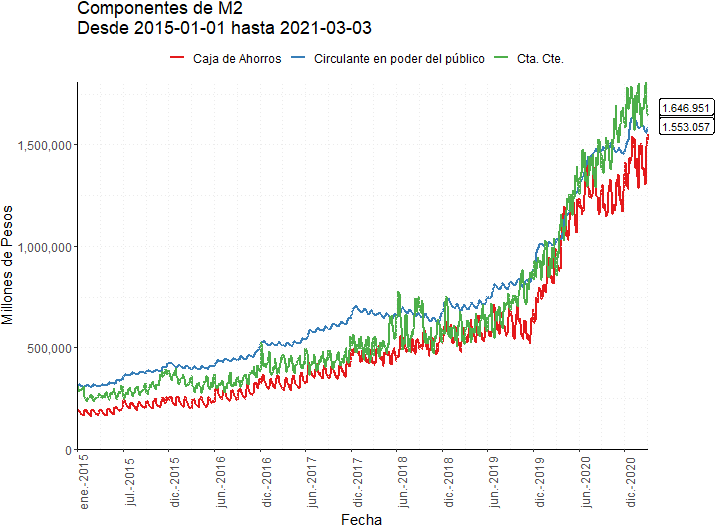 Componentes de M2
Desde 2015-01-01 hasta 2021-03-03
Caja de Ahorros Circulante en poder del público Cta. Cte.
1.646.951
1.553.057
1,500,000
1,000,000
500,000
0
Millones de Pesos
ene.-2015
jul.-2015
dic.-2015
jun.-2016
dic.-2016
jun.-2017
dic.-2017
jun.-2018
dic.-2018
jun.-2019
dic.-2019
jun.-2020
dic.-2020
Fecha